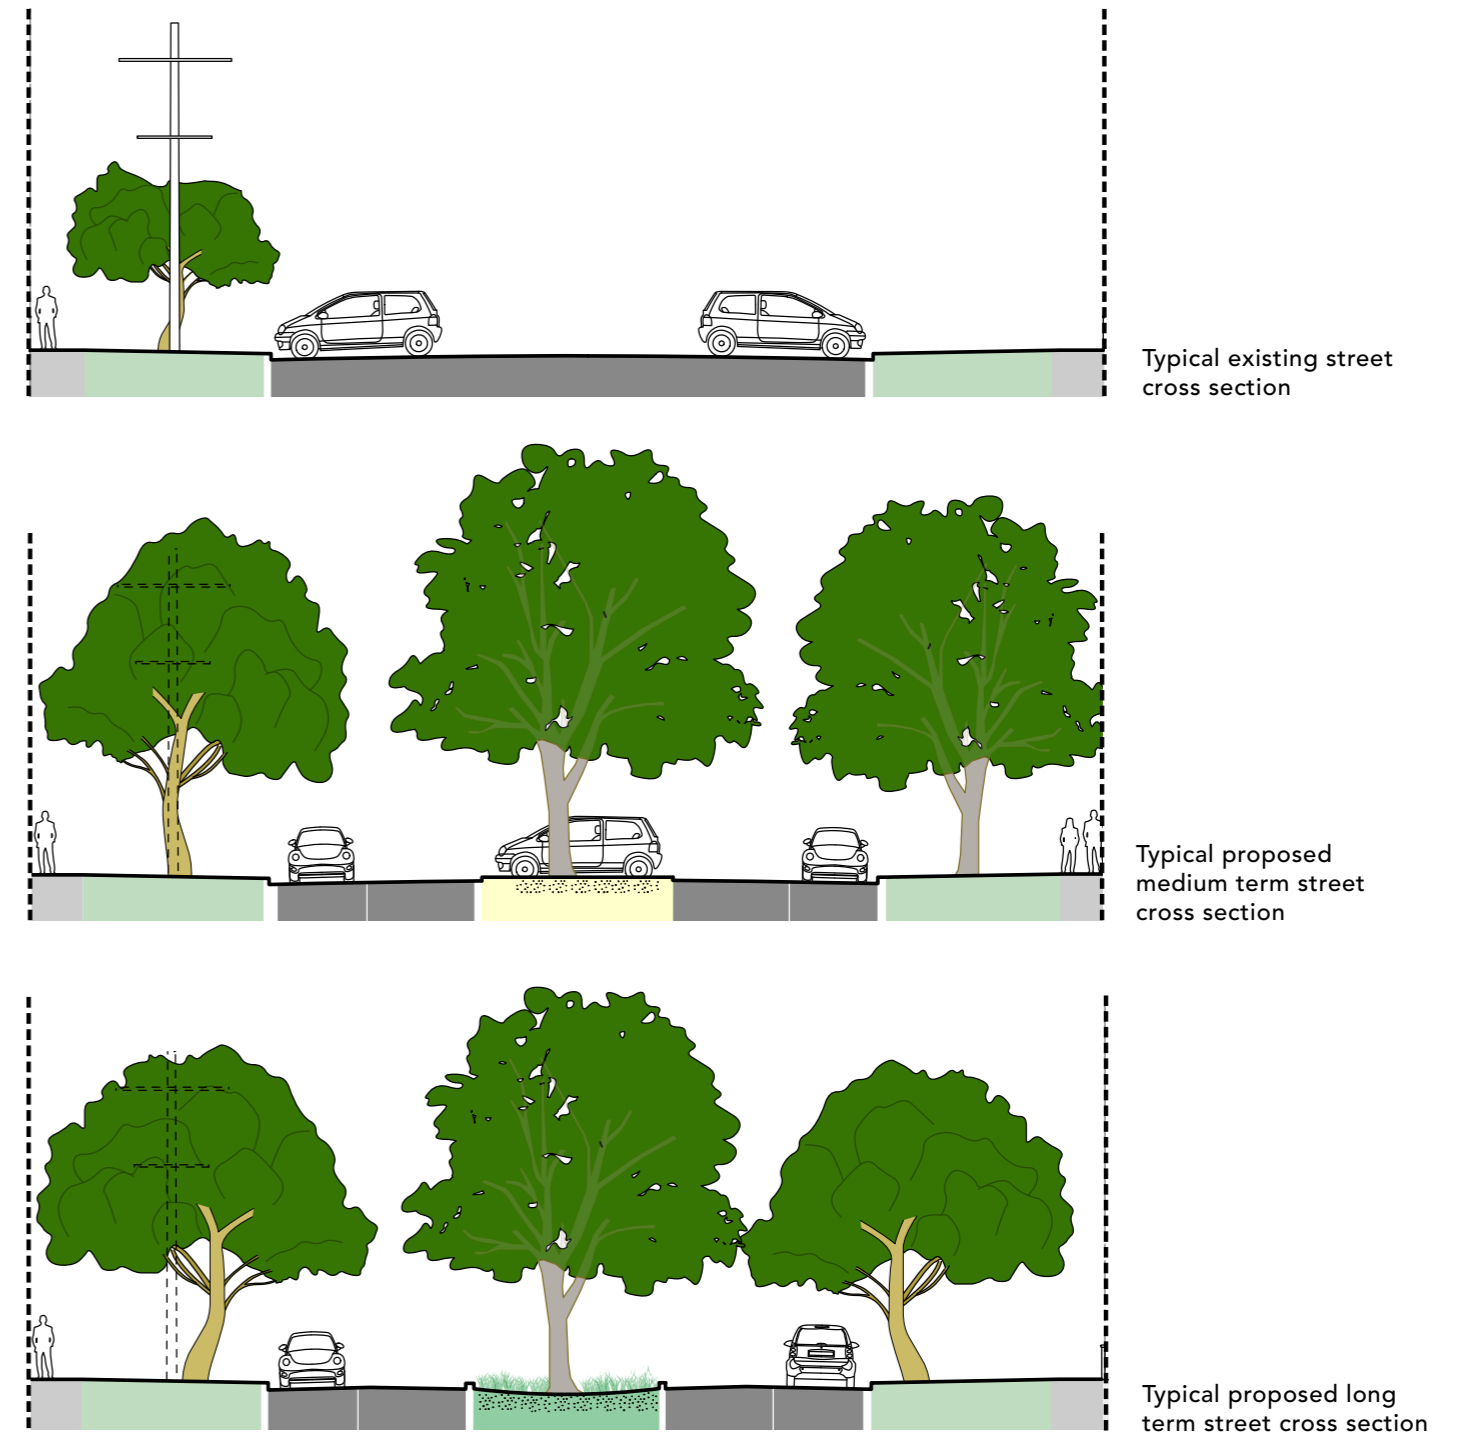 Typical existing street
cross section
Typical proposed
medium term street
cross section
Typical proposed long
term street cross section